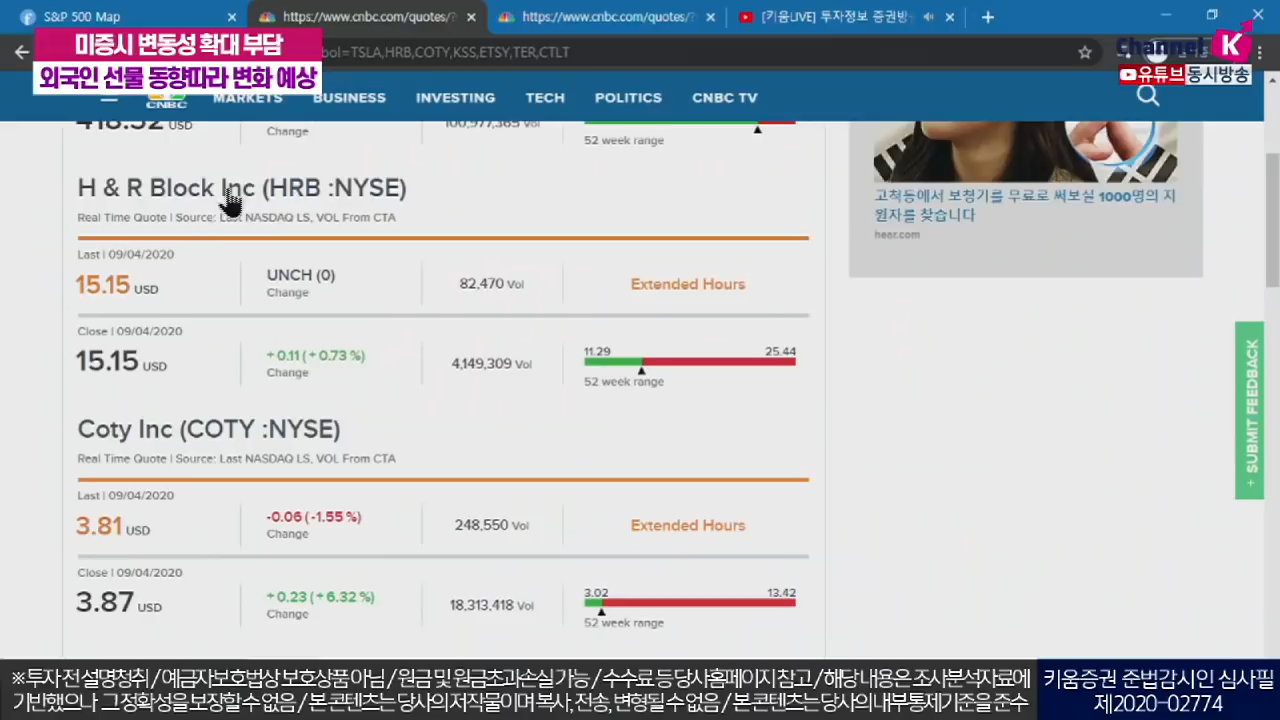 S&P 500 Map
https://www.cnbc.com/quotes/?
https://www.cnbc.com/quotes/?
[키움LIVE] 투자정보 증권방
미증시 변동성 확대 부담
외국인 선물 동향따라 변화 예상
bol=TSLA,HRB,COTY,KSS,ETSY,TER,CTLT
Channel K
유튜브동시방송
CNBC
MARKETS
BUSINESS
INVESTING
TECH
POLITICS
CNBC TV
418.32 USD
Change
100,977,365 Vol
52 week range
H & R Block Inc (HRB :NYSE)
Real Time Quote | Source: Last NASDAQ LS, VOL From CTA
Last | 09/04/2020
15.15 USD
UNCH (0)
Change
82,470 Vol
Extended Hours
Close | 09/04/2020
15.15 USD
+0.11 (+0.73 %)
Change
4,149,309 Vol
11.29
25.44
52 week range
Coty Inc (COTY :NYSE)
Real Time Quote | Source: Last NASDAQ LS, VOL From CTA
Last | 09/04/2020
3.81 USD
-0.06 (-1.55 %)
Change
248,550 Vol
Extended Hours
Close | 09/04/2020
3.87 USD
+0.23 (+6.32 %)
Change
18,313,418 Vol
3.02
13.42
52 week range
고척동에서 보청기를 무료로 써보실 1000명의 지
원자를 찾습니다
hear.com
+ SUBMIT FEEDBACK
※투자 전 설명청취 / 예금자보호법상 보호상품 아님 / 원금 및 원금초과손실 가능 / 수수료 등 당사홈페이지 참고 / 해당 내용은 조사분석자료에
기반했으나 그 정확성을 보장할 수 없음 / 본 콘텐츠는 당사의 저작물이며 복사, 전송, 변형될 수 없음 / 본 콘텐츠는 당사의 내부통제기준을 준수
키움증권 준법감시인 심사필
제2020-02774